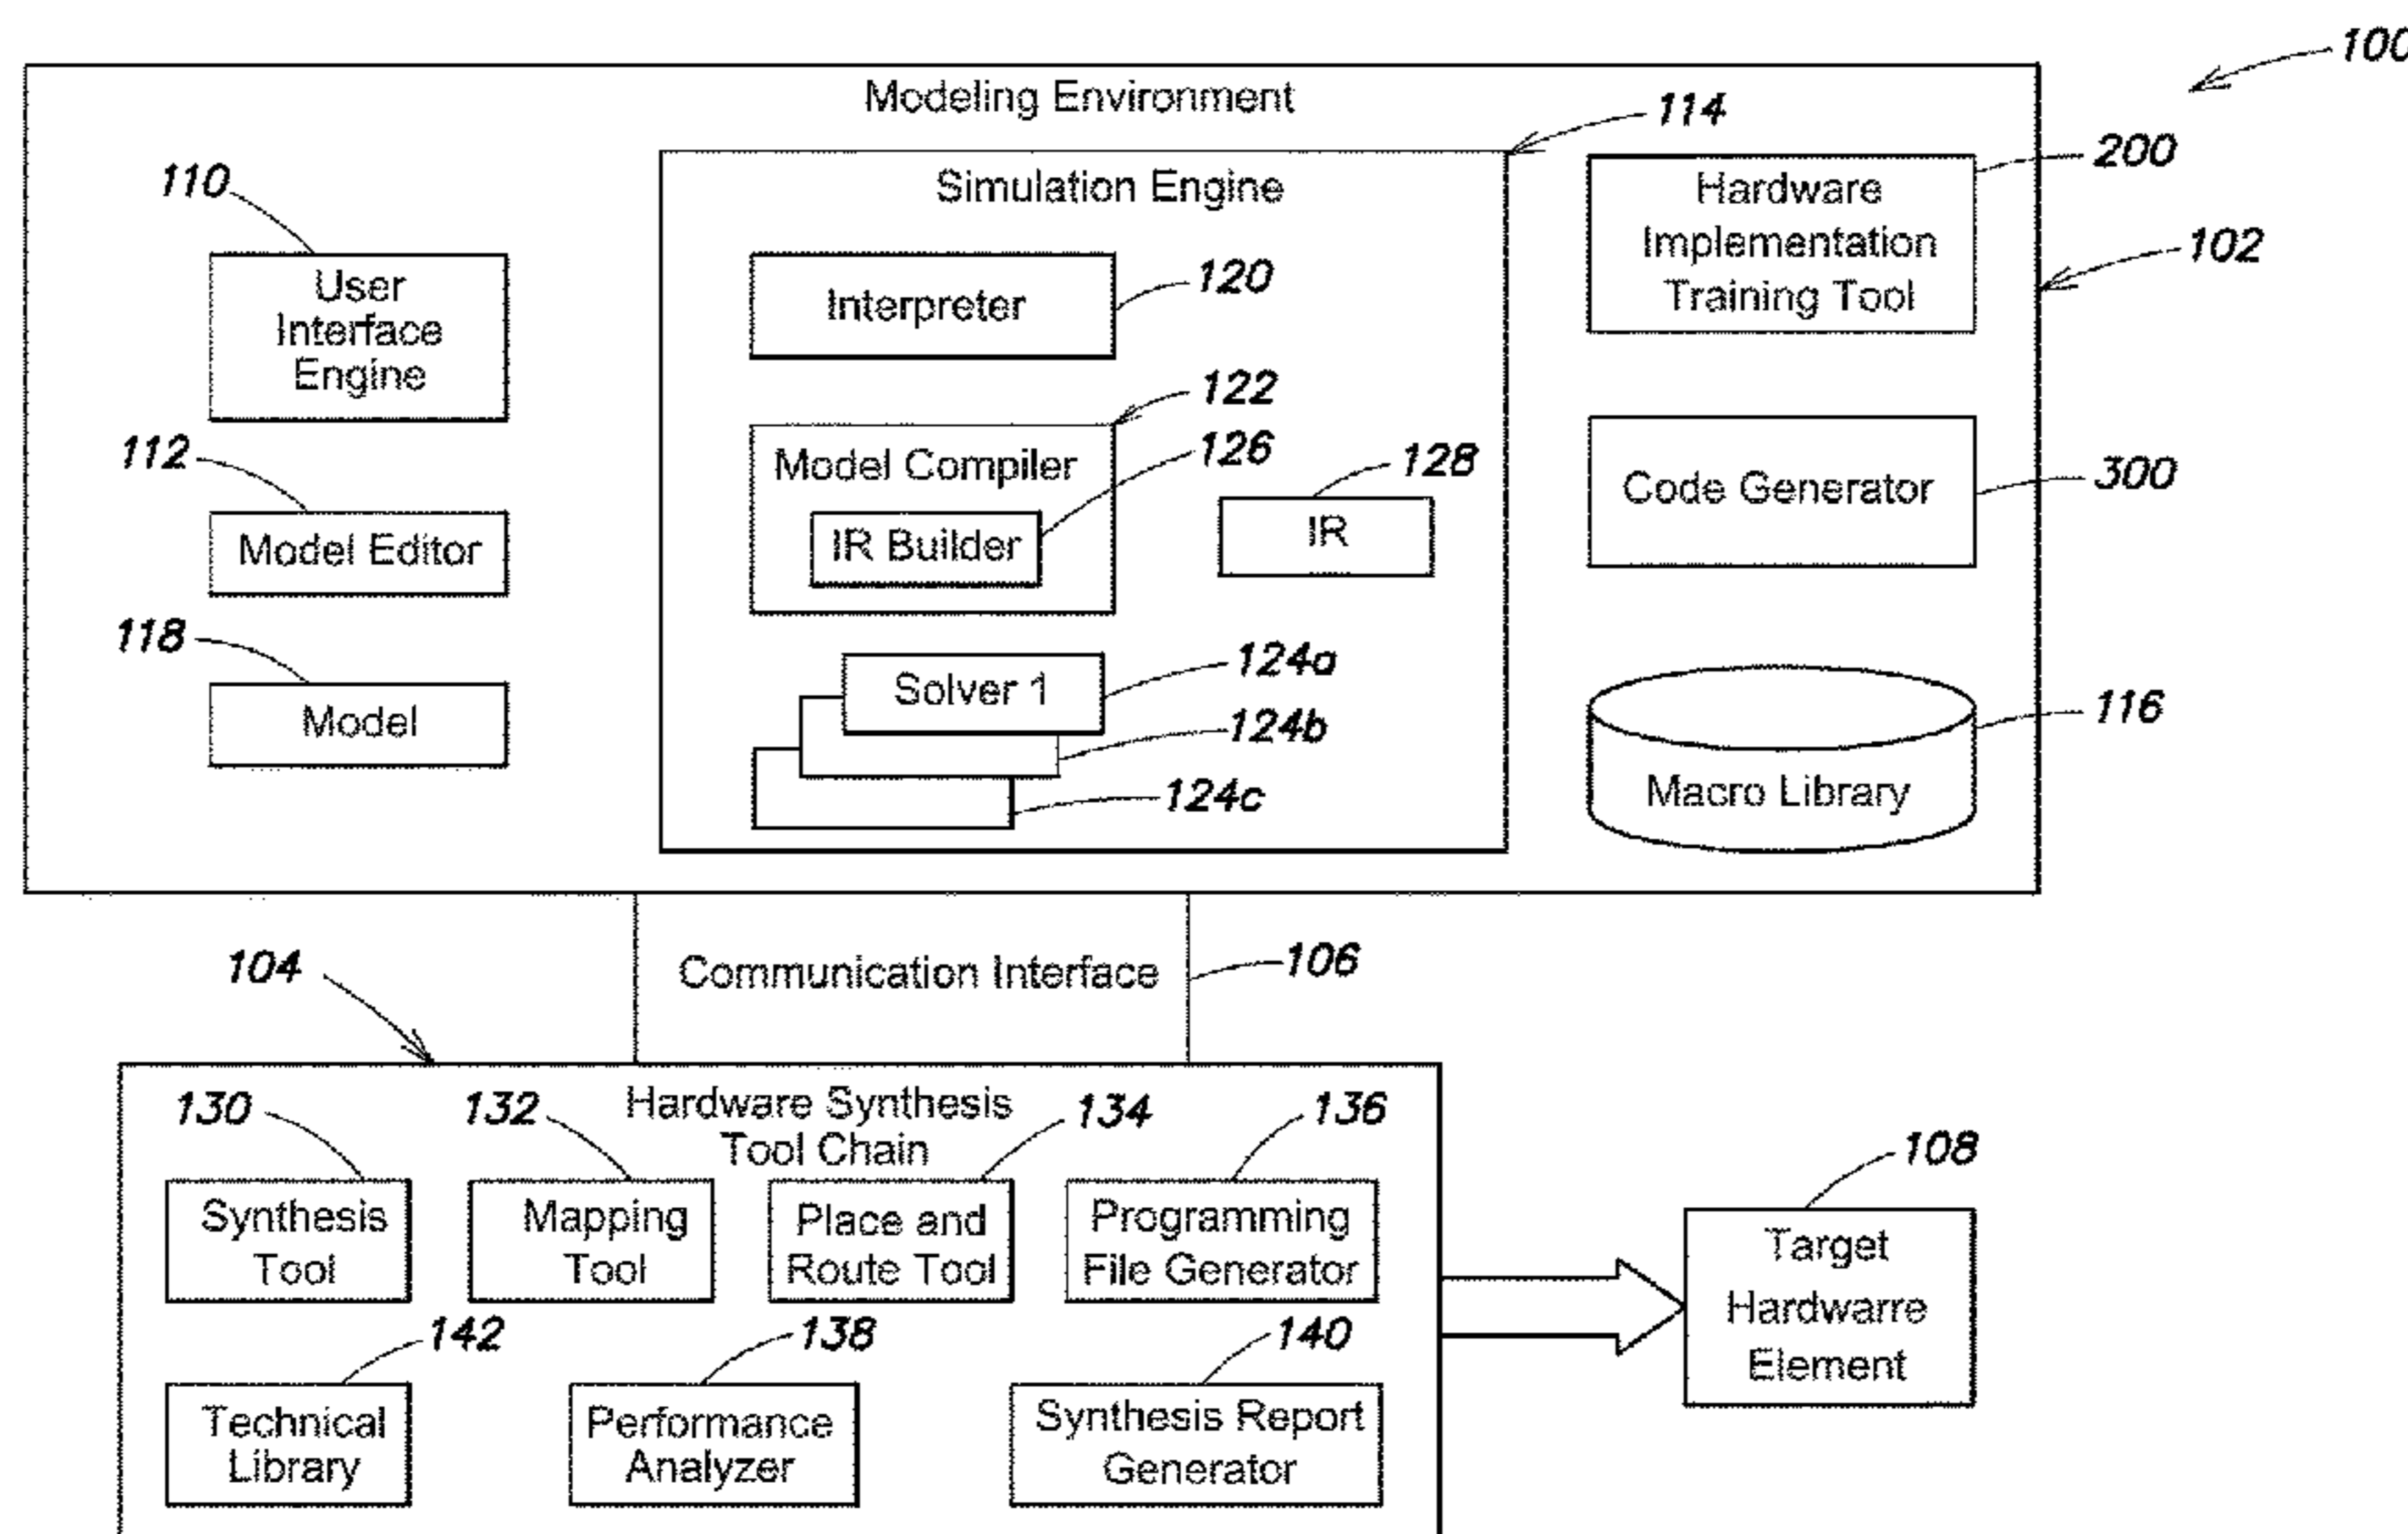 100
Modeling Environment
114
200
110
Simulation Engine
Hardware
Implementation
Training Tool
102
User
Interface
Engine
Interpreter
120
122
112
Model Compiler
126
128
Code Generator
300
Model Editor
IR Builder
IR
118
Solver 1
124a
Model
124b
116
124c
Macro Library
104
Communication Interface
106
130
132
Hardware Synthesis
Tool Chain
134
136
108
Synthesis
Tool
Mapping
Tool
Place and
Route Tool
Programming
File Generator
Target
Hardwarre
Element
142
138
140
Technical
Library
Performance
Analyzer
Synthesis Report
Generator